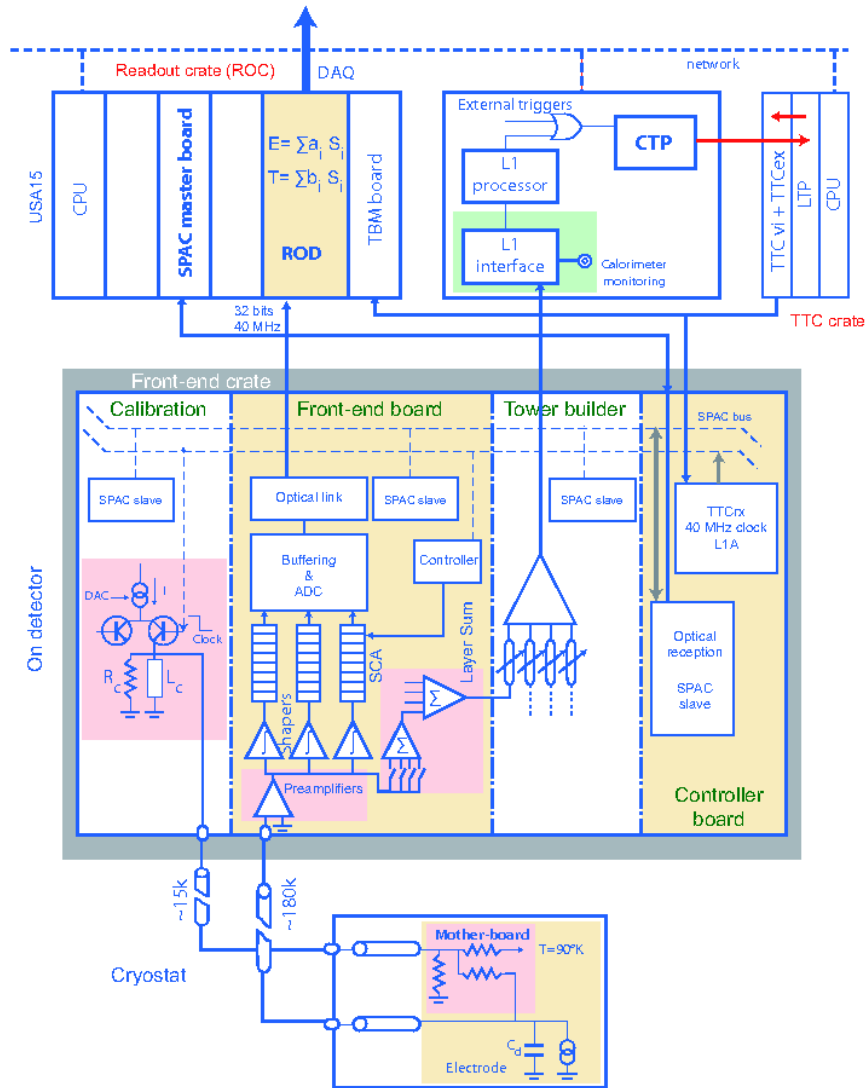 Readout crate (ROC)
DAQ
network
USA15
CPU
SPAC master board
E= ∑a_i S_i
T= ∑b_i S_i
ROD
TBM board
External triggers
CTP
L1
processor
L1
interface
Calorimeter
monitoring
TTC vi + TTCex
LTP
CPU
TTC crate
32 bits
40 MHz
Front-end crate
Calibration
Front-end board
Tower builder
SPAC bus
SPAC slave
Optical link
SPAC slave
SPAC slave
TTCrx
40 MHz clock
L1A
Buffering
&
ADC
Controller
DAC
I
Clock
R_c
L_c
On detector
Shapers
SCA
Layer Sum
∑
∑
Optical
reception
SPAC
slave
Preamplifiers
Controller
board
~15k
~180k
Cryostat
Mother-board
T=90°K
C_d
Electrode